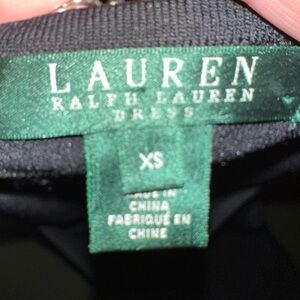 LAUREN
RALPH LAUREN
DRESS
XS
MADE IN
CHINA
FABRIQUÉ EN
CHINE